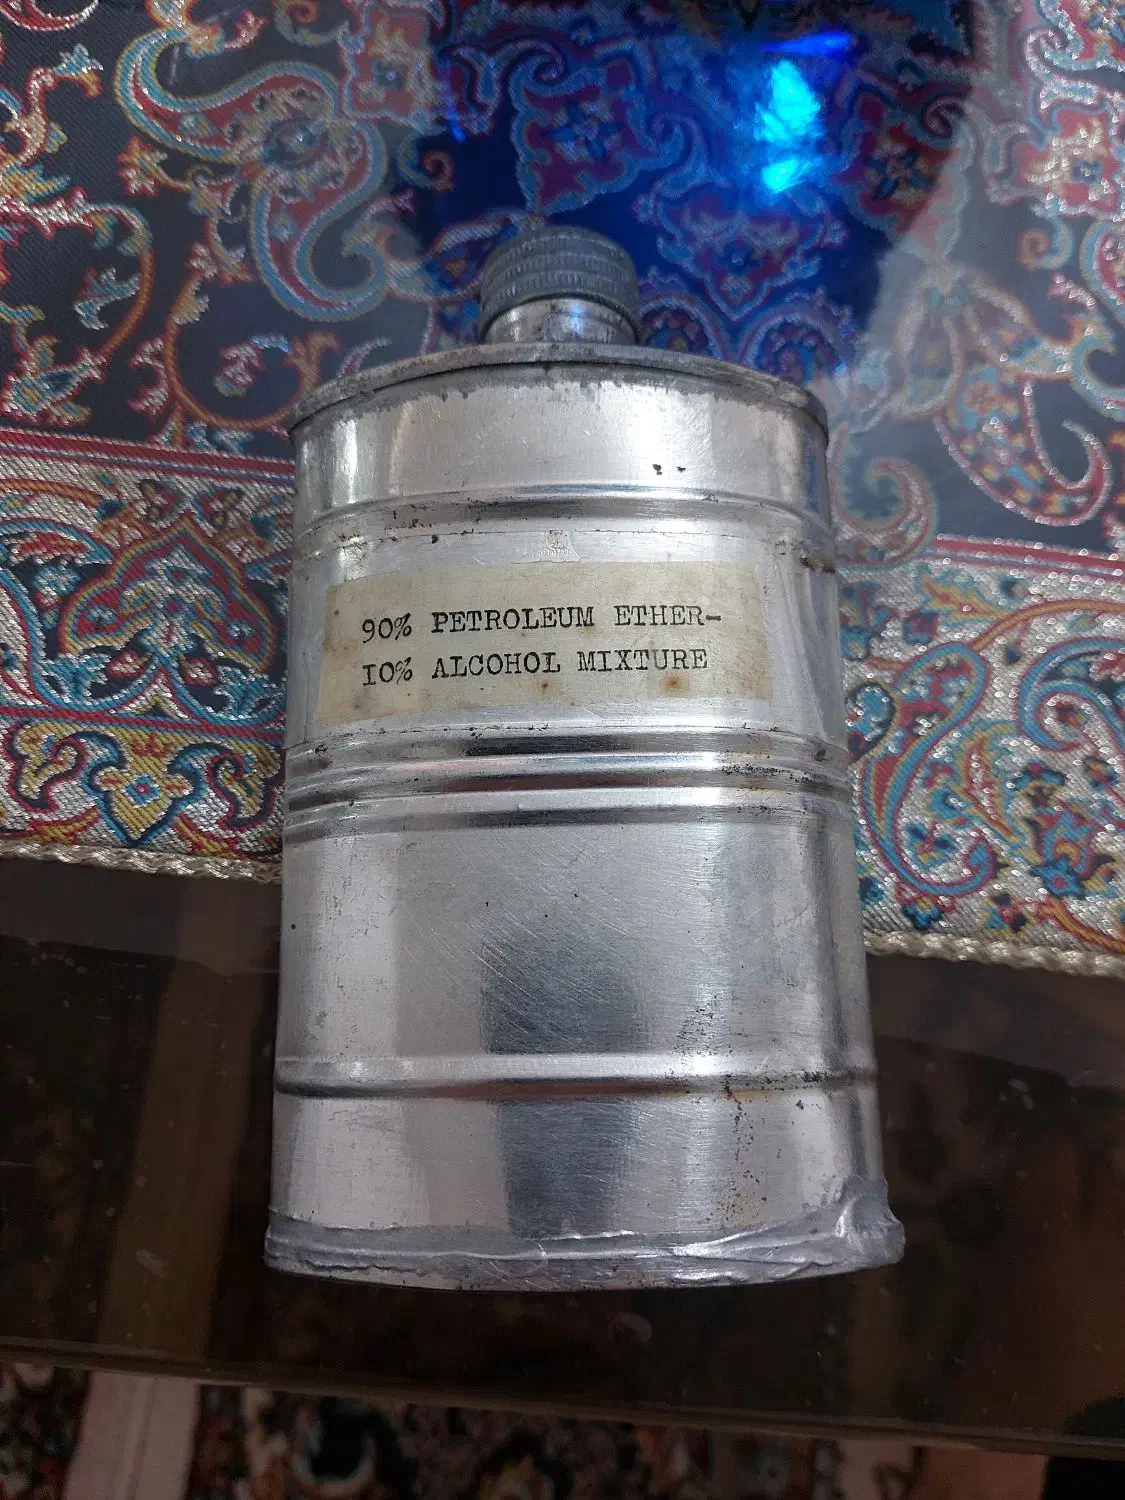 90% PETROLEUM ETHER-
10% ALCOHOL MIXTURE